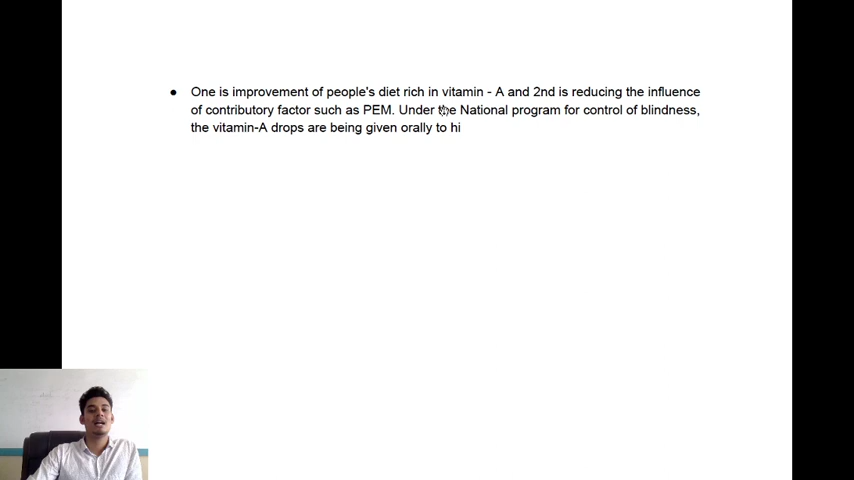 ● One is improvement of people's diet rich in vitamin - A and 2nd is reducing the influence
of contributory factor such as PEM. Under the National program for control of blindness,
the vitamin-A drops are being given orally to hi